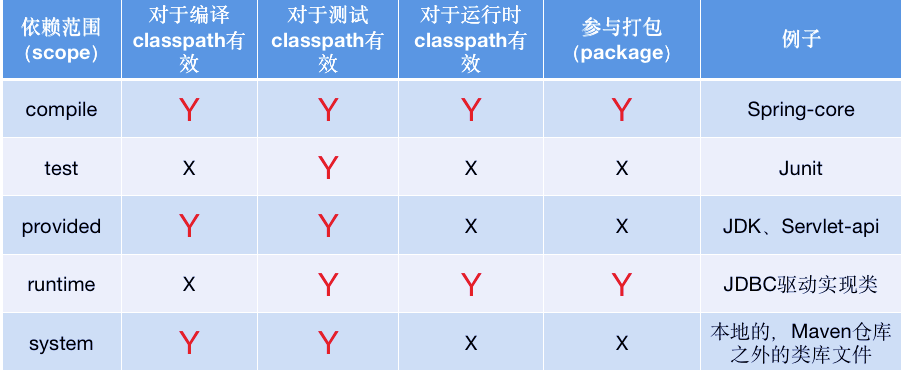 依赖范围（scope） 对于编译classpath有效 对于测试classpath有效 对于运行时classpath有效 参与打包（package） 例子
compile Y Y Y Y Spring-core
test X Y X X Junit
provided Y Y X X JDK、Servlet-api
runtime X Y Y Y JDBC驱动实现类
system Y Y X X 本地的，Maven仓库之外的类库文件